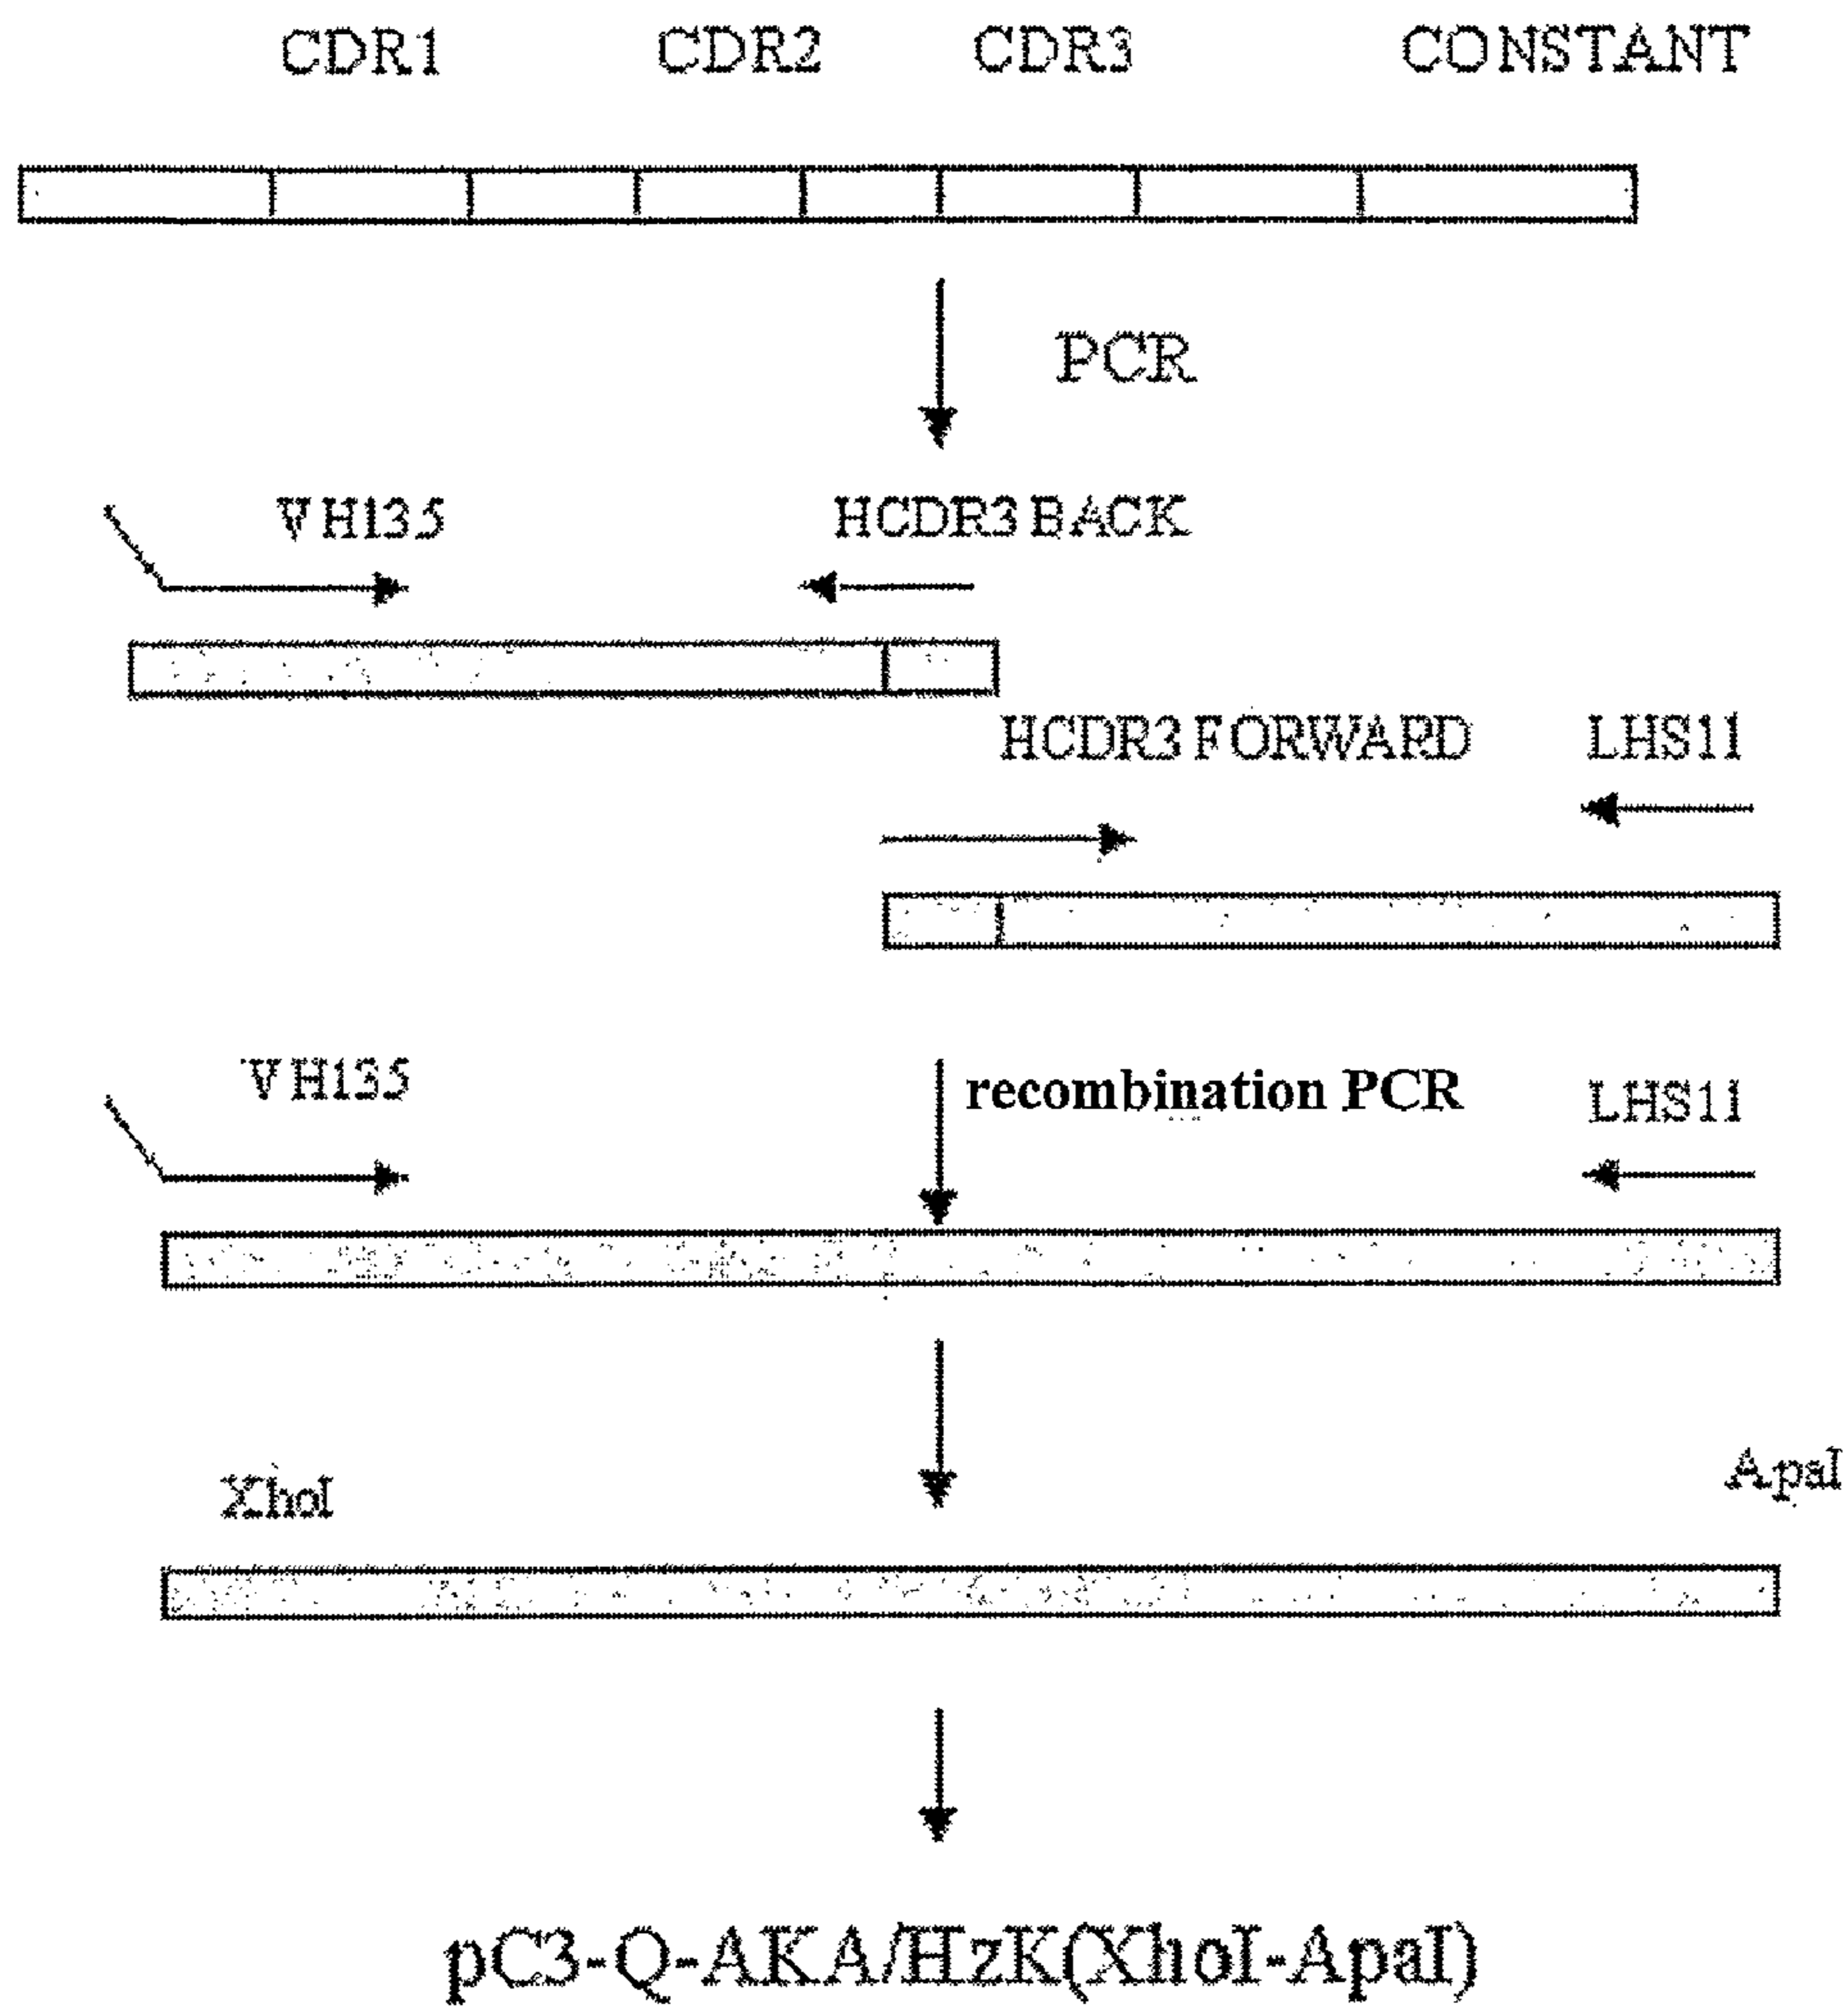 CDR1 CDR2 CDR3 CONSTANT
PCR
VH135 HCDR3 BACK
HCDR3 FORWARD LHS11
VH135 recombination PCR LHS11
XhoI ApaI
pC3-Q-AKA/HzK(XhoI-ApaI)